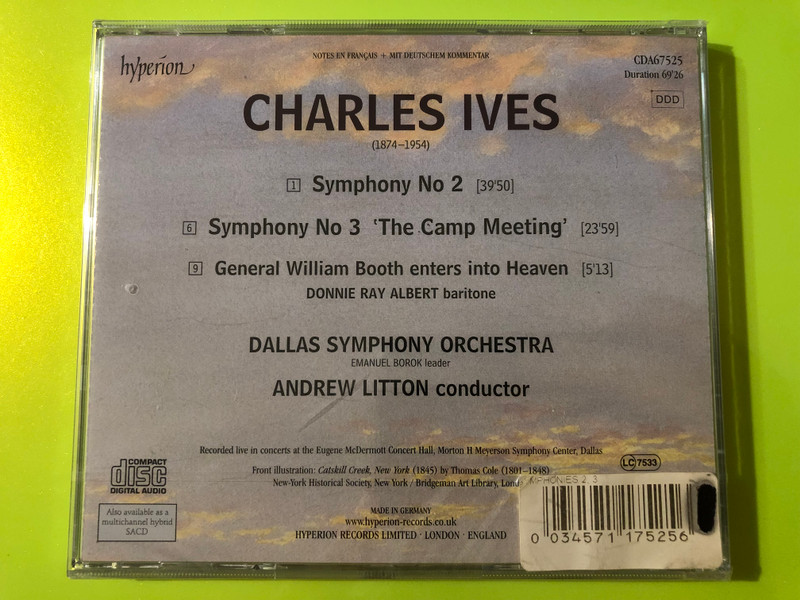 hyperion
NOTES EN FRANÇAIS + MIT DEUTSCHEM KOMMENTAR
CDA67525
Duration 69'26
DDD
CHARLES IVES
(1874–1954)
1 Symphony No 2 [39'50]
6 Symphony No 3 ‘The Camp Meeting’ [23'59]
9 General William Booth enters into Heaven [5'13]
DONNIE RAY ALBERT baritone
DALLAS SYMPHONY ORCHESTRA
EMANUEL BOROK leader
ANDREW LITTON conductor
Recorded live in concerts at the Eugene McDermott Concert Hall, Morton H Meyerson Symphony Center, Dallas
Front illustration: Catskill Creek, New York (1845) by Thomas Cole (1801–1848)
New-York Historical Society, New York / Bridgeman Art Library,
LC 7533
COMPACT
disc
DIGITAL AUDIO
Also available as a
multichannel hybrid
SACD
MADE IN GERMANY
www.hyperion-records.co.uk
HYPERION RECORDS LIMITED · LONDON · ENGLAND
MPHONIES 2, 3
0 034571 175256